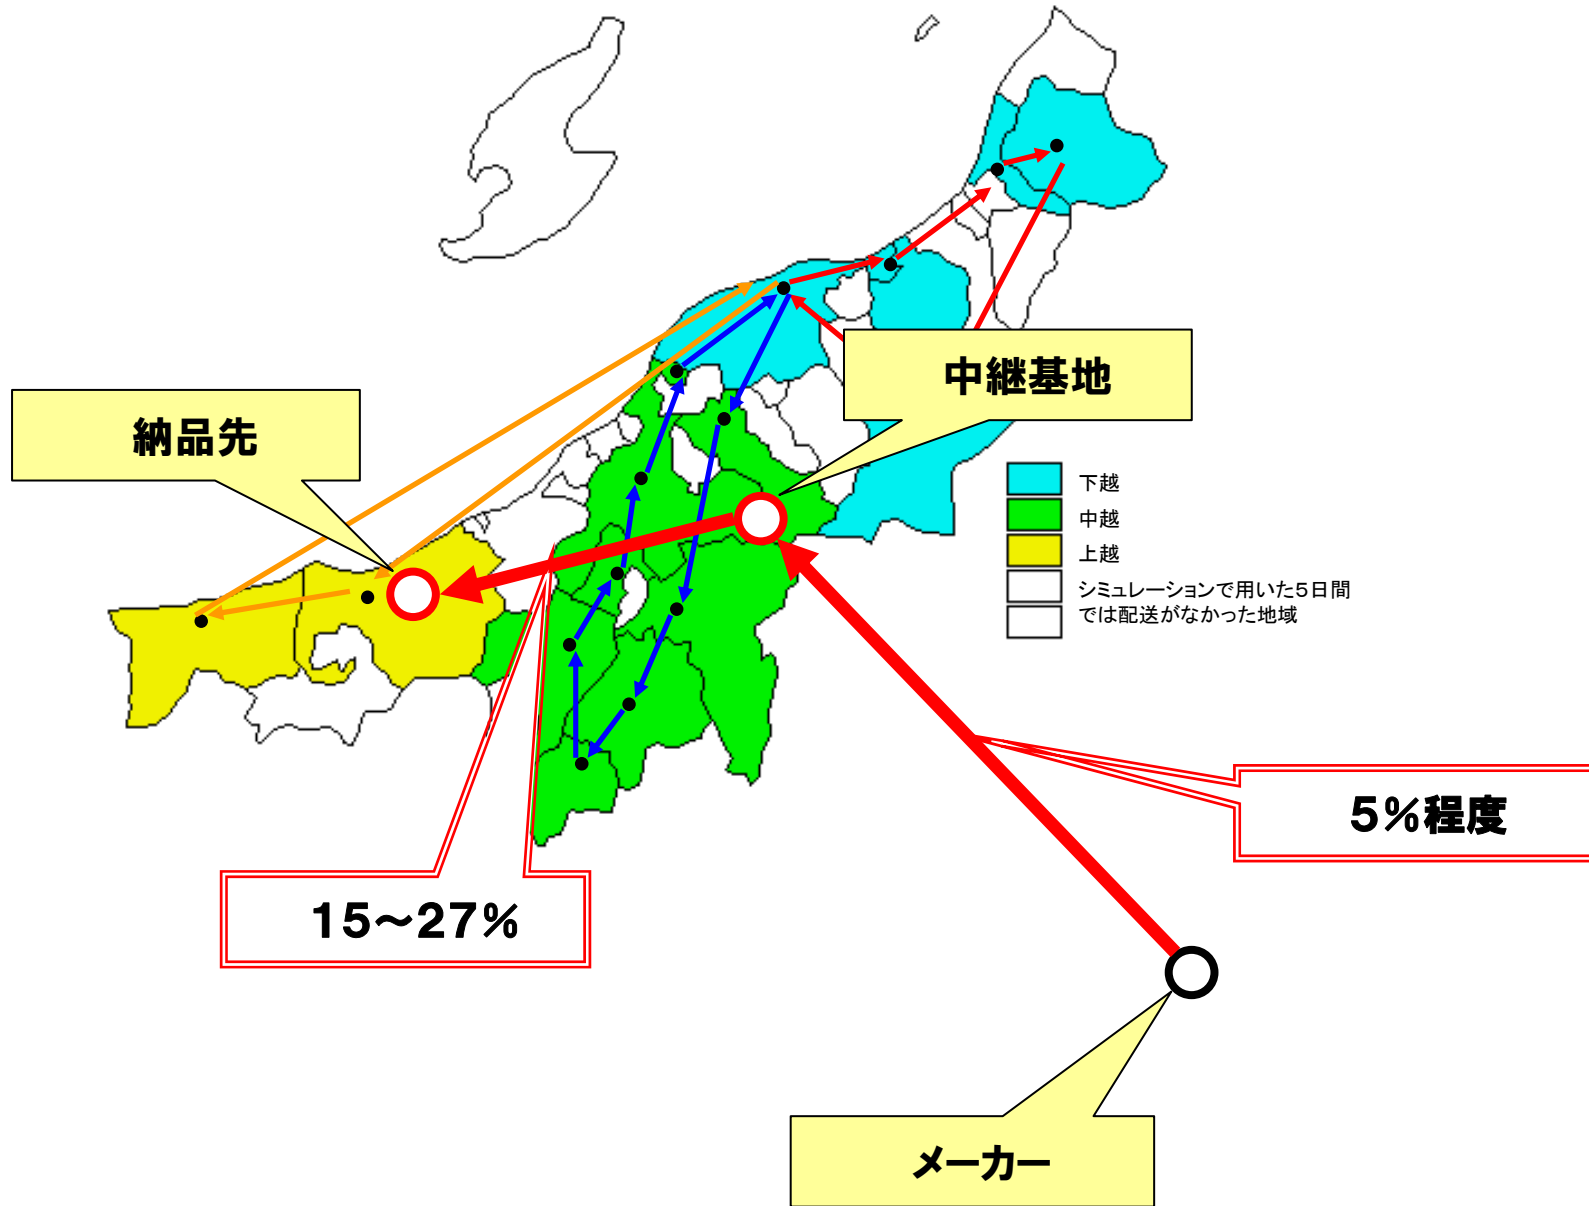 中継基地
納品先
下越
中越
上越
シミュレーションで用いた5日間
では配送がなかった地域
5%程度
15~27%
メーカー